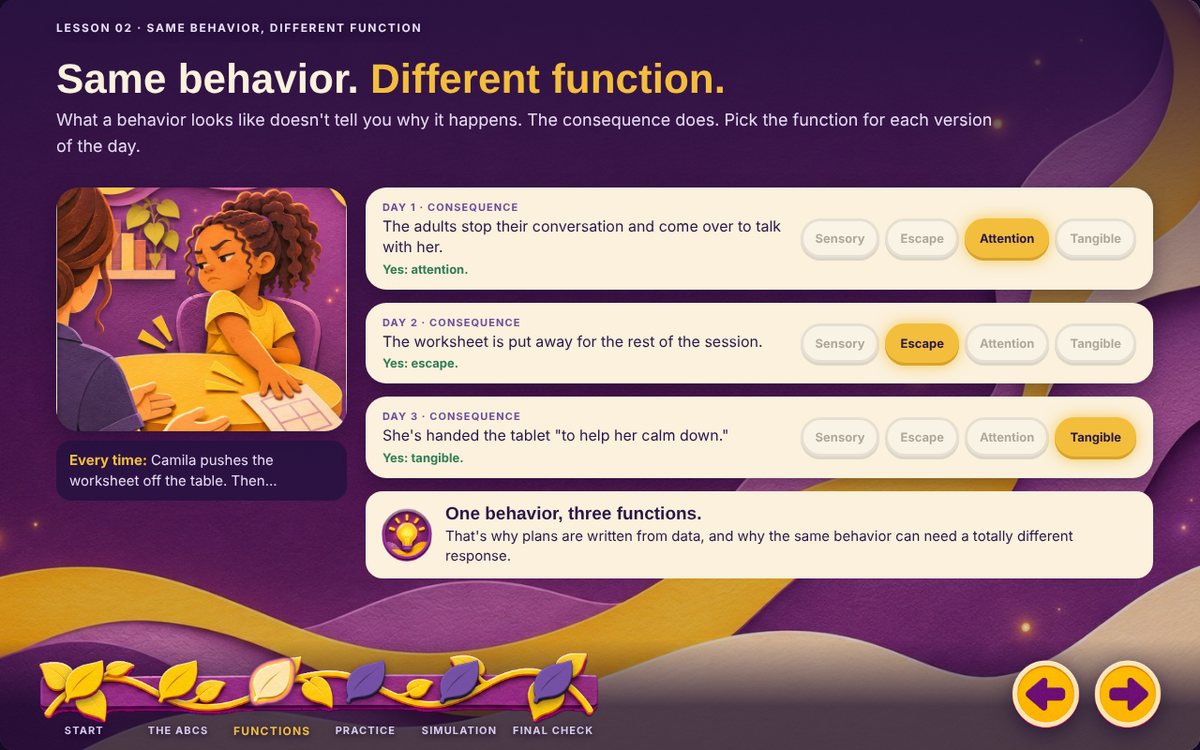 LESSON 02 · SAME BEHAVIOR, DIFFERENT FUNCTION
Same behavior. Different function.
What a behavior looks like doesn't tell you why it happens. The consequence does. Pick the function for each version
of the day.
Every time: Camila pushes the
worksheet off the table. Then...
DAY 1 · CONSEQUENCE
The adults stop their conversation and come over to talk
with her.
Yes: attention.
Sensory Escape Attention Tangible
DAY 2 · CONSEQUENCE
The worksheet is put away for the rest of the session.
Yes: escape.
Sensory Escape Attention Tangible
DAY 3 · CONSEQUENCE
She's handed the tablet "to help her calm down."
Yes: tangible.
Sensory Escape Attention Tangible
One behavior, three functions.
That's why plans are written from data, and why the same behavior can need a totally different
response.
START THE ABCS FUNCTIONS PRACTICE SIMULATION FINAL CHECK